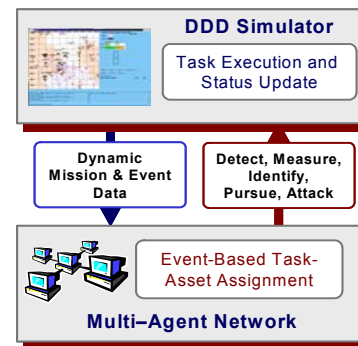 DDD Simulator
Task Execution and
Status Update
Dynamic
Mission & Event
Data
Detect, Measure,
Identify,
Pursue, Attack
Event-Based Task-
Asset Assignment
Multi–Agent Network